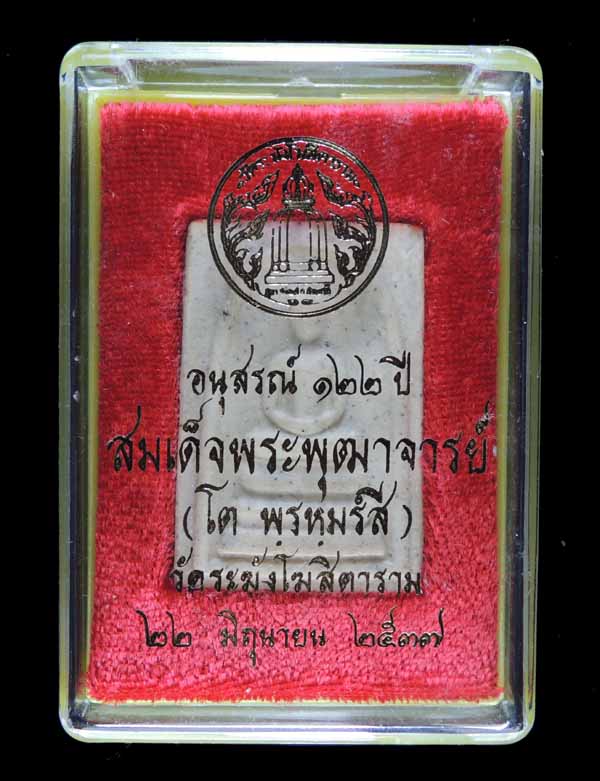 อนุสรณ์ ๑๒๒ ปี
สมเด็จพระพุฒาจารย์
(โต พฺรหฺมรํสี)
วัดระฆังโฆสิตาราม
๒๒ มิถุนายน ๒๕๓๗